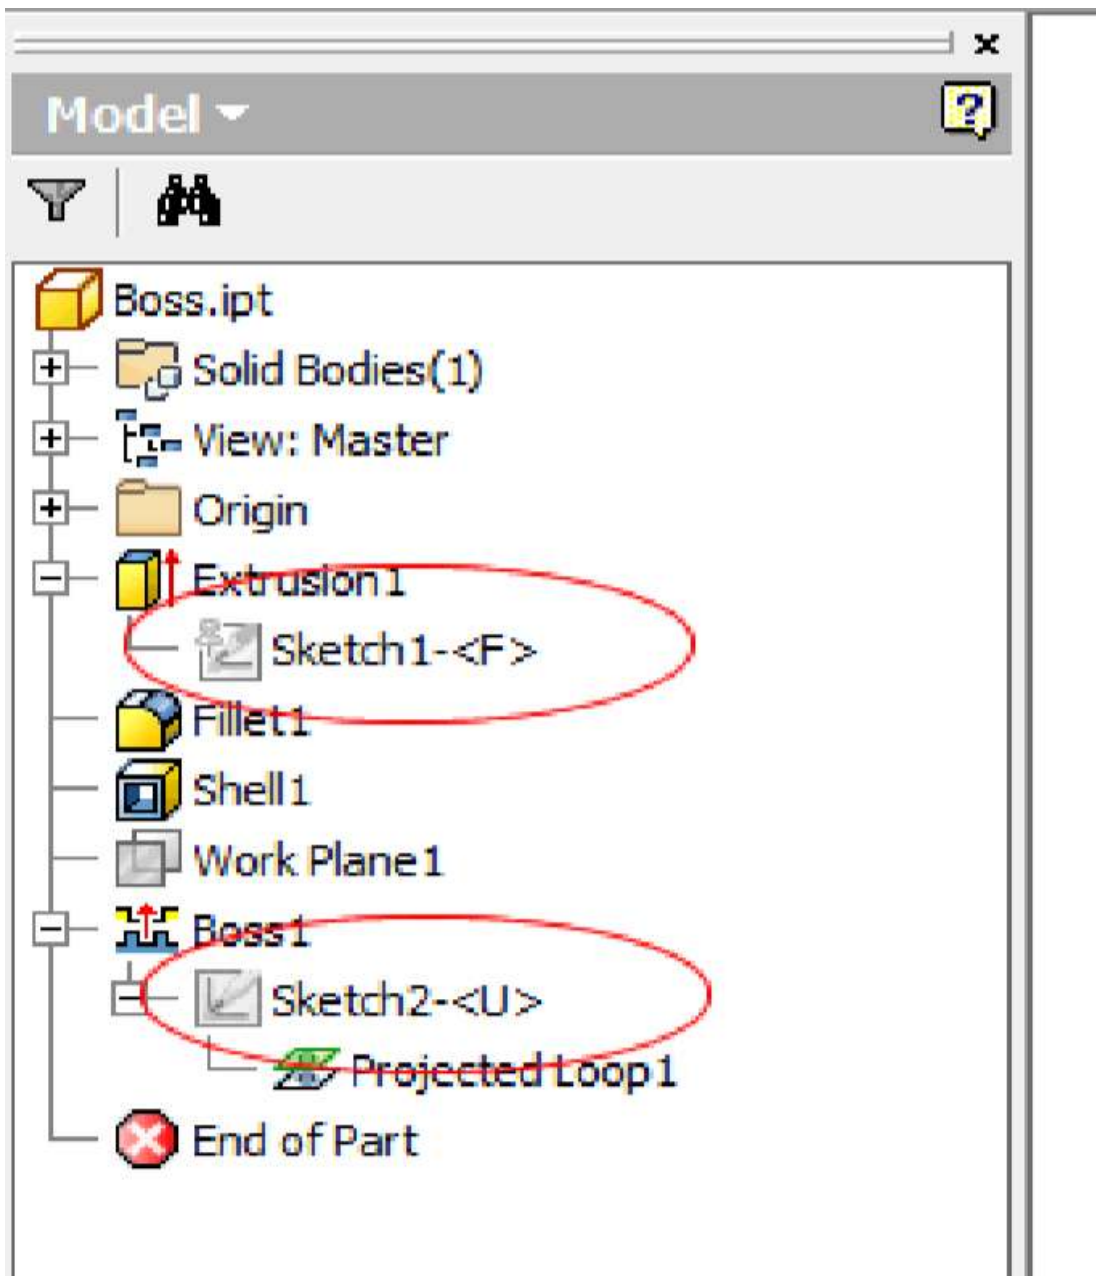 Model
Boss.ipt
Solid Bodies(1)
View: Master
Origin
Extrusion1
Sketch1-<F>
Fillet1
Shell1
Work Plane1
Boss1
Sketch2-<U>
Projected Loop1
End of Part